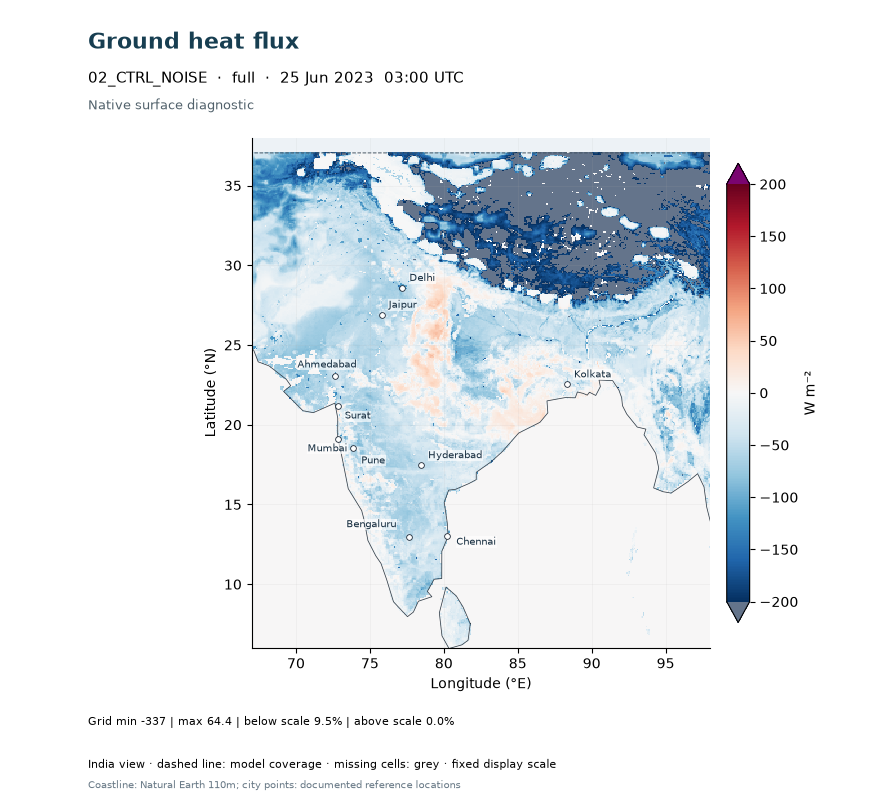 Ground heat flux
02_CTRL_NOISE · full · 25 Jun 2023 03:00 UTC
Native surface diagnostic
35
30
25
20
15
10
Latitude (°N)
Delhi
Jaipur
Ahmedabad
Kolkata
Surat
Mumbai
Pune
Hyderabad
Bengaluru
Chennai
70
75
80
85
90
95
Longitude (°E)
200
150
100
50
0
−50
−100
−150
−200
W m⁻²
Grid min -337 | max 64.4 | below scale 9.5% | above scale 0.0%
India view · dashed line: model coverage · missing cells: grey · fixed display scale
Coastline: Natural Earth 110m; city points: documented reference locations